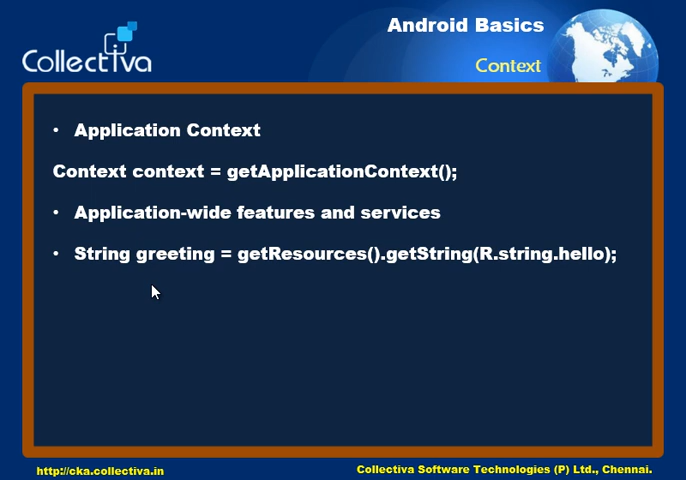 Collectiva
Android Basics
Context
• Application Context
Context context = getApplicationContext();
• Application-wide features and services
• String greeting = getResources().getString(R.string.hello);
http://cka.collectiva.in
Collectiva Software Technologies (P) Ltd., Chennai.